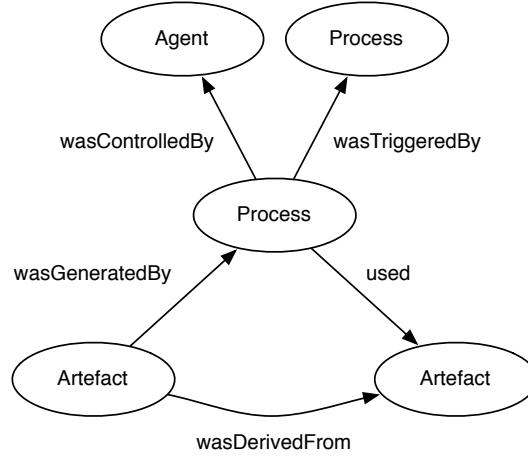 Agent
Process
wasControlledBy
wasTriggeredBy
Process
wasGeneratedBy
used
Artefact
Artefact
wasDerivedFrom